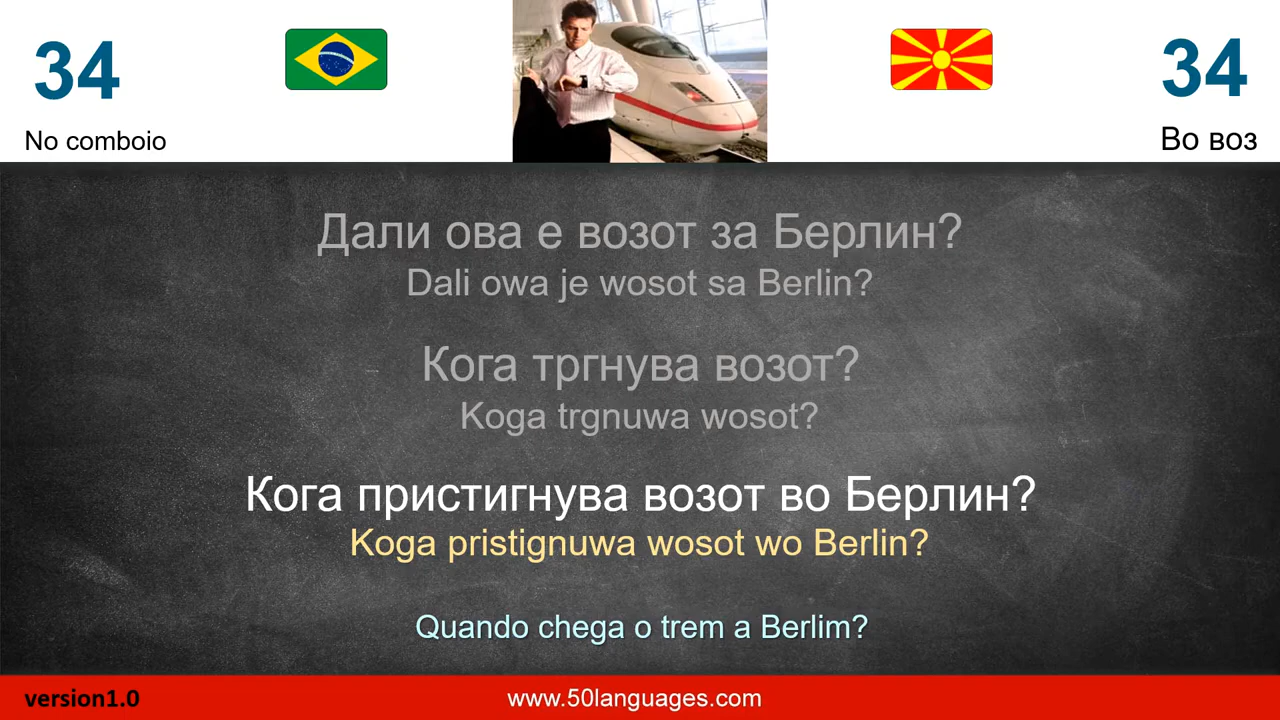 34
34
No comboio
Во воз
Дали ова е возот за Берлин?
Dali owa je wosot sa Berlin?
Кога тргнува возот?
Koga trgnuwa wosot?
Кога пристигнува возот во Берлин?
Koga pristignuwa wosot wo Berlin?
Quando chega o trem a Berlim?
version1.0
www.50languages.com